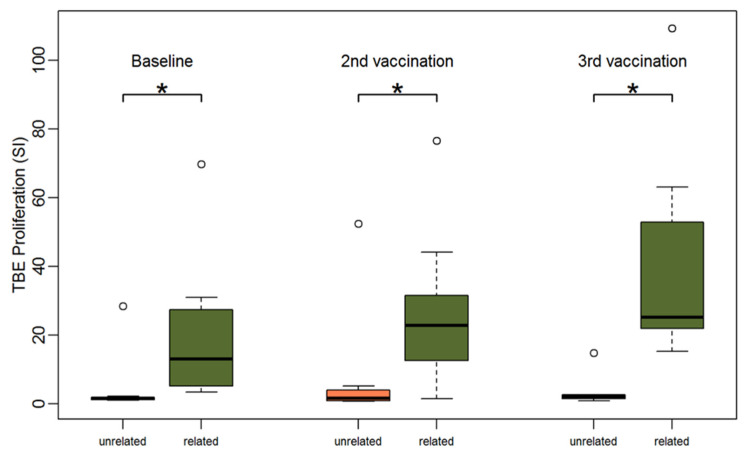 Baseline
2nd vaccination
3rd vaccination
*
*
*
TBE Proliferation (SI)
100
80
60
40
20
0
unrelated
related
unrelated
related
unrelated
related